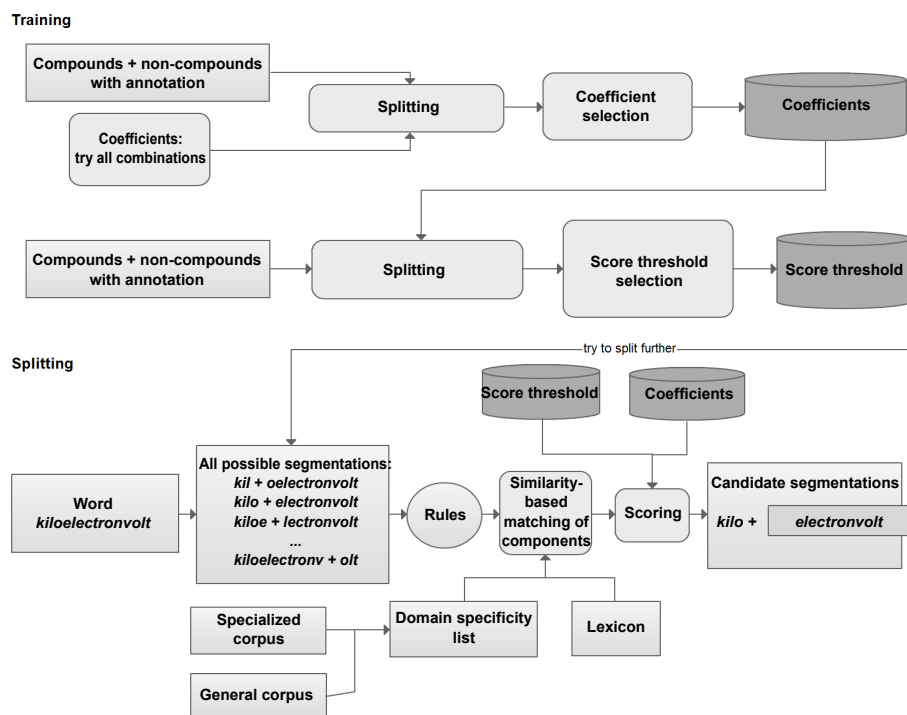 Training
Compounds + non-compounds
with annotation
Coefficients:
try all combinations
Splitting
Coefficient
selection
Coefficients
Compounds + non-compounds
with annotation
Splitting
Score threshold
selection
Score threshold
try to split further
Splitting
Score threshold
Coefficients
Word
kiloelectronvolt
All possible segmentations:
kil + oelectronvolt
kilo + electronvolt
kiloe + lectronvolt
...
kiloelectronv + olt
Rules
Similarity-
based
matching of
components
Scoring
Candidate segmentations
kilo + electronvolt
Specialized
corpus
General corpus
Domain specificity
list
Lexicon